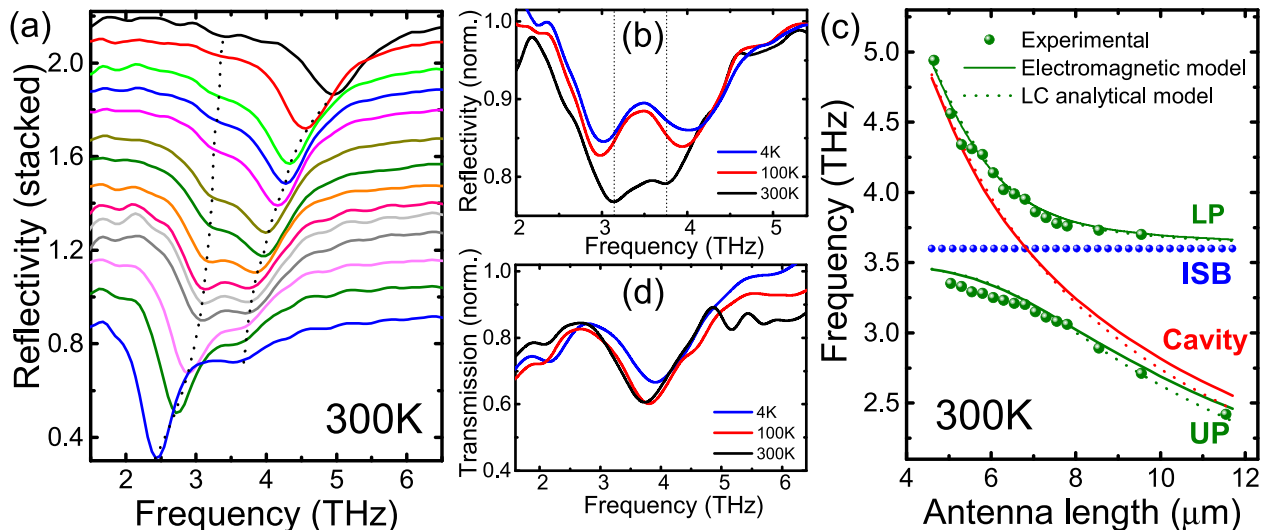 (a)
2.0
1.6
1.2
0.8
0.4
Reflectivity (stacked)
300K
2 3 4 5 6
Frequency (THz)
(b)
1.0
0.9
0.8
Reflectivity (norm.)
4K
100K
300K
2 3 4 5
Frequency (THz)
(d)
1.0
0.8
0.6
0.4
Transmission (norm.)
4K
100K
300K
2 3 4 5 6
Frequency (THz)
(c)
Experimental
Electromagnetic model
LC analytical model
5.0
4.5
4.0
3.5
3.0
2.5
Frequency (THz)
LP
ISB
Cavity
UP
300K
4 6 8 10 12
Antenna length (μm)